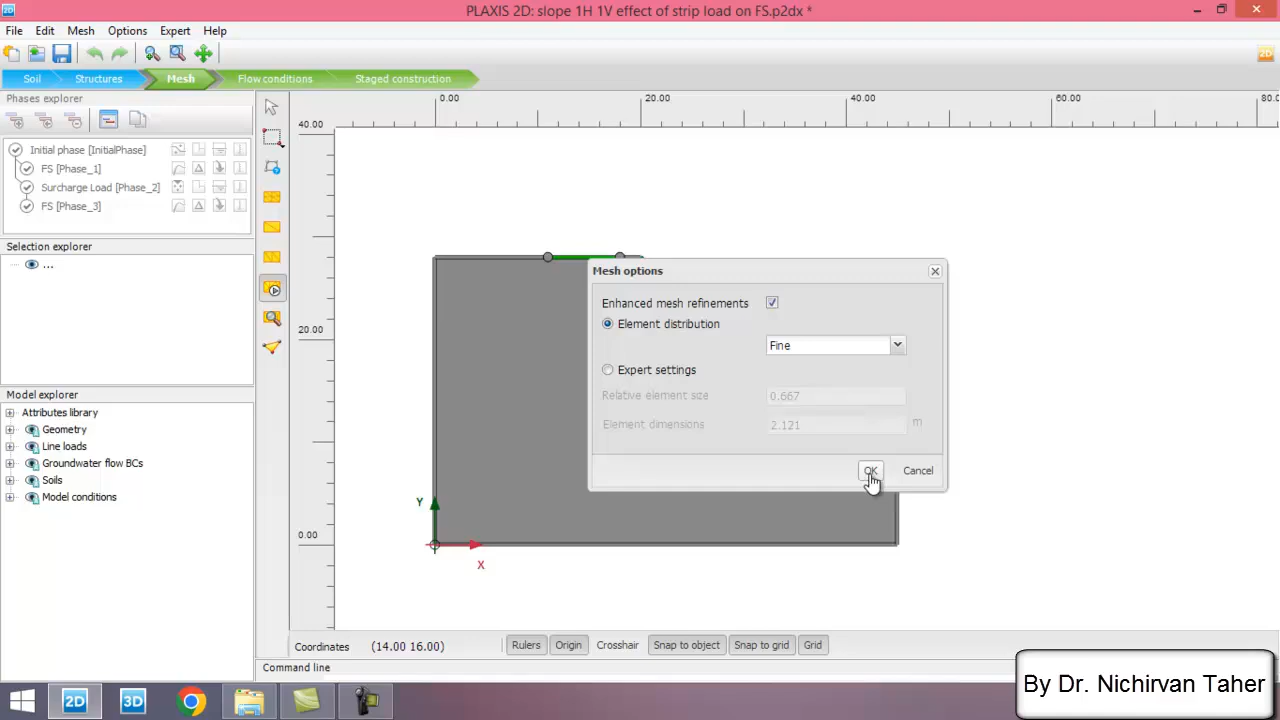 PLAXIS 2D: slope 1H 1V effect of strip load on FS.p2dx *
File Edit Mesh Options Expert Help
Soil Structures Mesh Flow conditions Staged construction
Phases explorer
Initial phase [InitialPhase]
FS [Phase_1]
Surcharge Load [Phase_2]
FS [Phase_3]
Selection explorer
...
Model explorer
Attributes library
Geometry
Line loads
Groundwater flow BCs
Soils
Model conditions
0.00 20.00 40.00 60.00 80.0
40.00
20.00
0.00
Y
X
Mesh options
Enhanced mesh refinements
Element distribution
Fine
Expert settings
Relative element size 0.667
Element dimensions 2.121 m
OK Cancel
Coordinates (14.00 16.00) Rulers Origin Crosshair Snap to object Snap to grid Grid
Command line
2D 3D
By Dr. Nichirvan Taher